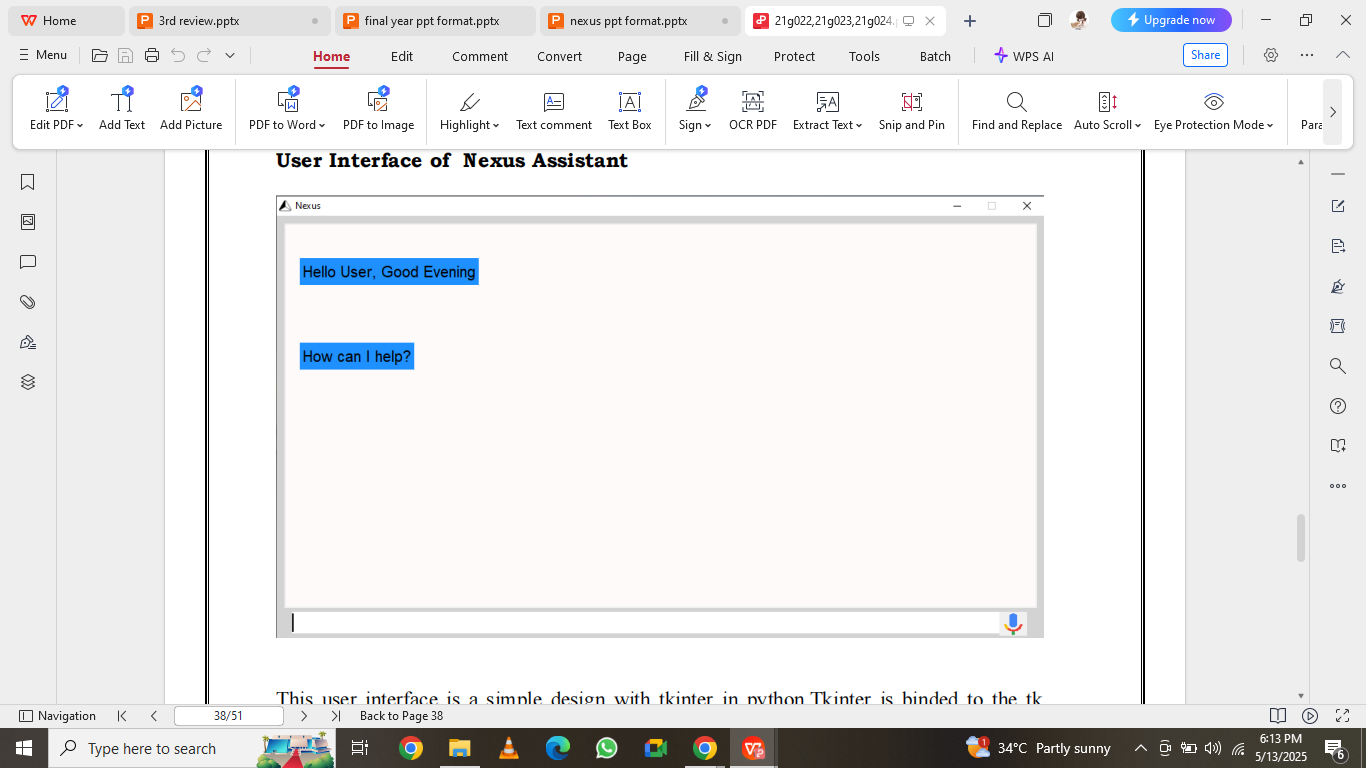 Home
3rd review.pptx
final year ppt format.pptx
nexus ppt format.pptx
21g022,21g023,21g024.
Upgrade now
Menu
Home Edit Comment Convert Page Fill & Sign Protect Tools Batch WPS AI
Share
Edit PDF Add Text Add Picture PDF to Word PDF to Image Highlight Text comment Text Box Sign OCR PDF Extract Text Snip and Pin Find and Replace Auto Scroll Eye Protection Mode Para
User Interface of Nexus Assistant
Nexus
Hello User, Good Evening
How can I help?
This user interface is a simple design with tkinter in python.Tkinter is binded to the tk
Navigation 38/51 Back to Page 38
Type here to search
1
34°C Partly sunny
6:13 PM
5/13/2025
6